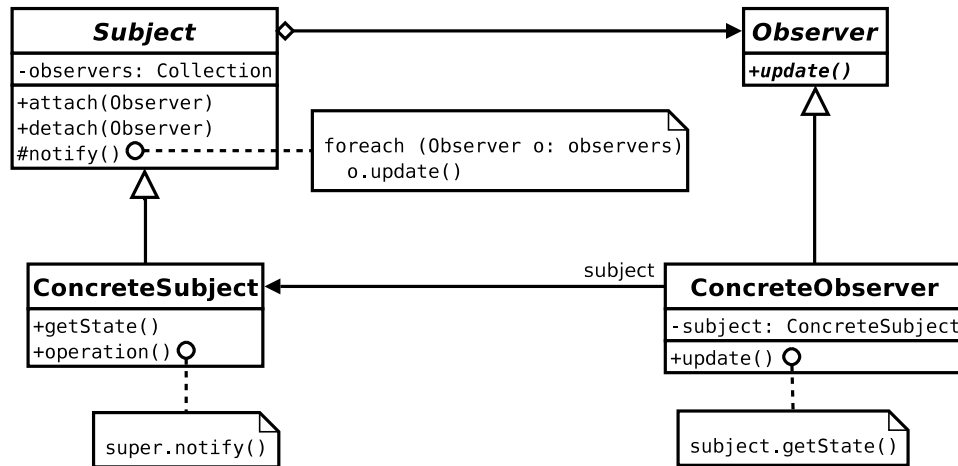 Subject
-observers: Collection
+attach(Observer)
+detach(Observer)
#notify()
foreach (Observer o: observers)
o.update()
Observer
+update()
subject
ConcreteSubject
+getState()
+operation()
super.notify()
ConcreteObserver
-subject: ConcreteSubject
+update()
subject.getState()